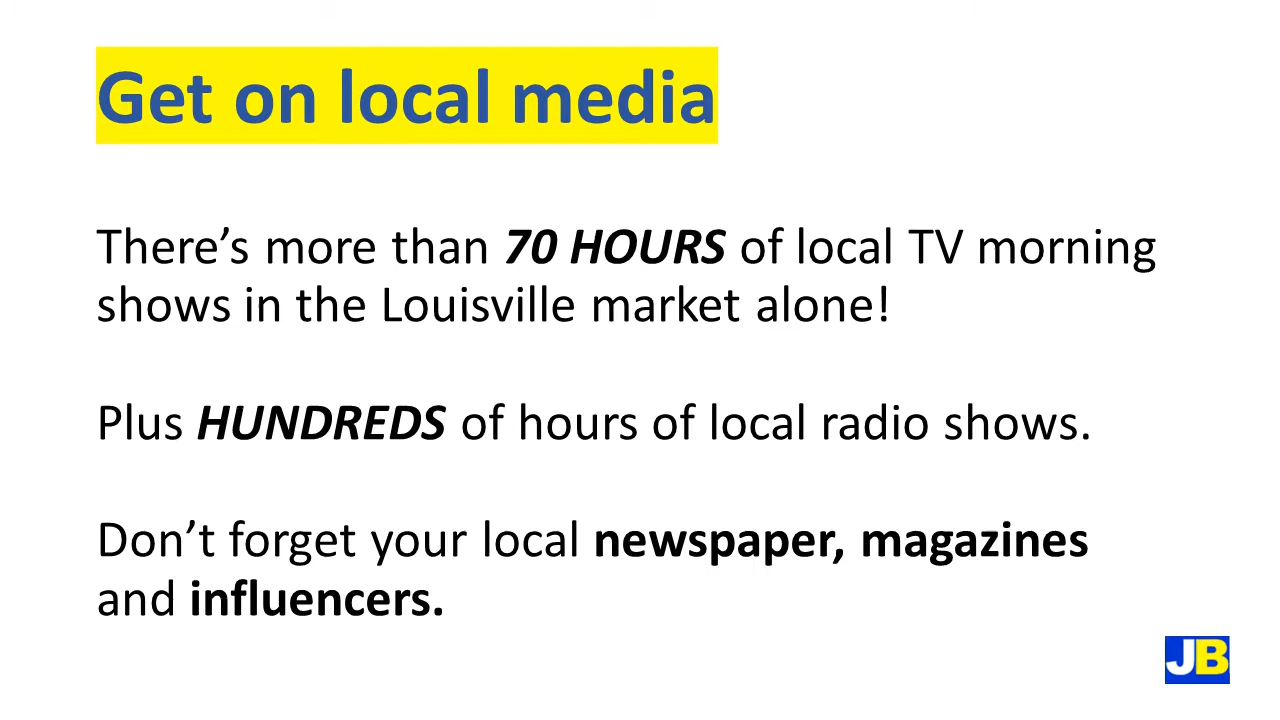 Get on local media
There’s more than 70 HOURS of local TV morning
shows in the Louisville market alone!
Plus HUNDREDS of hours of local radio shows.
Don’t forget your local newspaper, magazines
and influencers.
JB